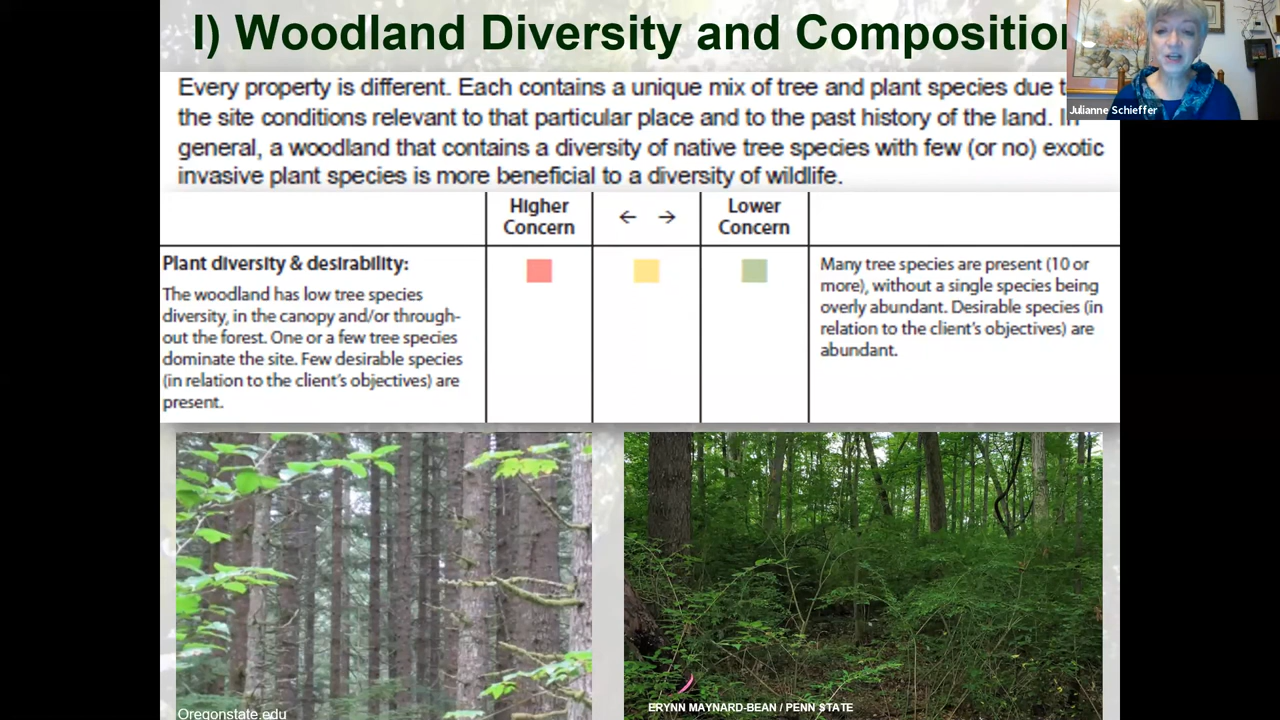 I) Woodland Diversity and Compositio
Julianne Schieffer
Every property is different. Each contains a unique mix of tree and plant species due t
the site conditions relevant to that particular place and to the past history of the land. In
general, a woodland that contains a diversity of native tree species with few (or no) exotic
invasive plant species is more beneficial to a diversity of wildlife.
Higher
Concern
← →
Lower
Concern
Plant diversity & desirability:
The woodland has low tree species
diversity, in the canopy and/or through-
out the forest. One or a few tree species
dominate the site. Few desirable species
(in relation to the client's objectives) are
present.
Many tree species are present (10 or
more), without a single species being
overly abundant. Desirable species (in
relation to the client's objectives) are
abundant.
Oregonstate.edu
ERYNN MAYNARD-BEAN / PENN STATE